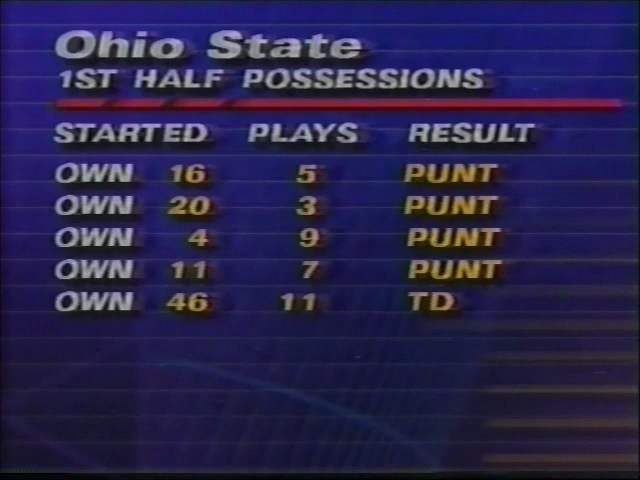 Ohio State
1ST HALF POSSESSIONS
STARTED PLAYS RESULT
OWN 16 5 PUNT
OWN 20 3 PUNT
OWN 4 9 PUNT
OWN 11 7 PUNT
OWN 46 11 TD